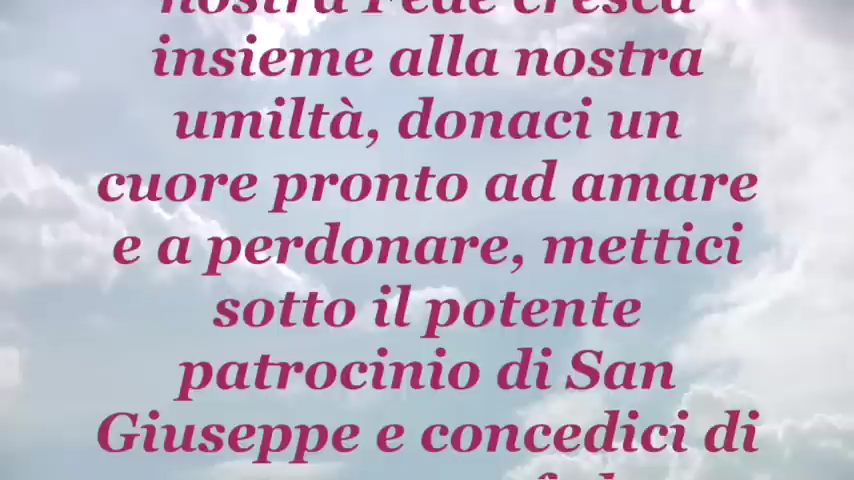 nostra Fede cresca
insieme alla nostra
umiltà, donaci un
cuore pronto ad amare
e a perdonare, mettici
sotto il potente
patrocinio di San
Giuseppe e concedici di